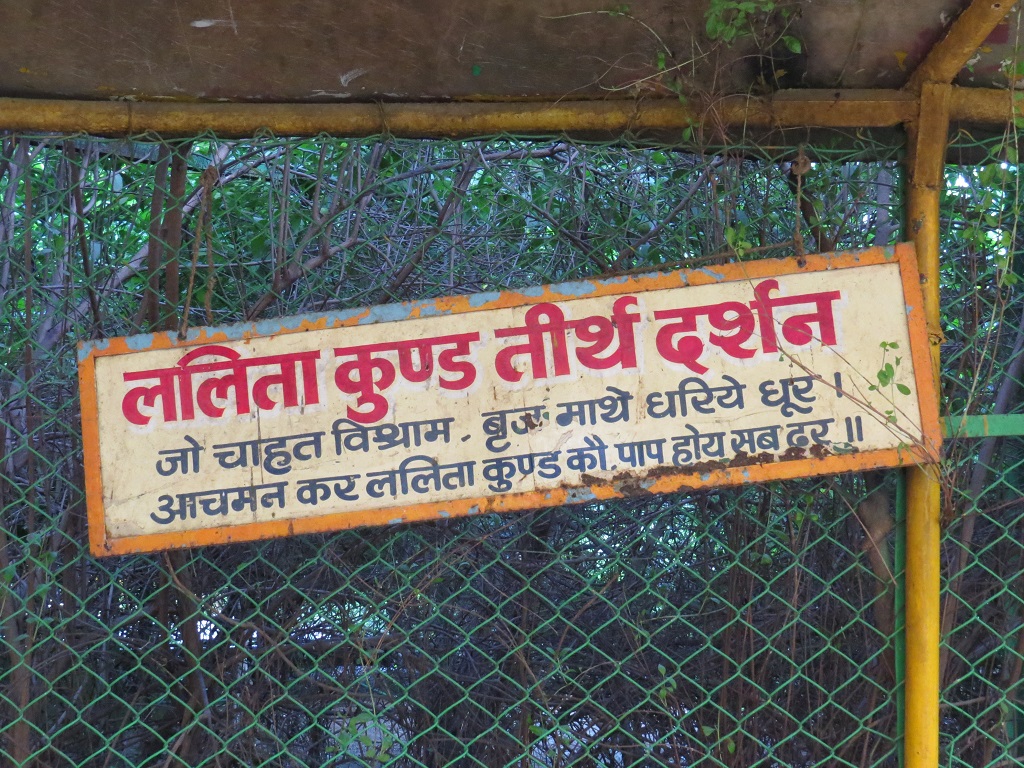 ललिता कुण्ड तीर्थ दर्शन
जो चाहत विश्राम, बृज माथे धरिये धूर ।
आचमन कर ललिता कुण्ड कौ, पाप होय सब दूर ॥